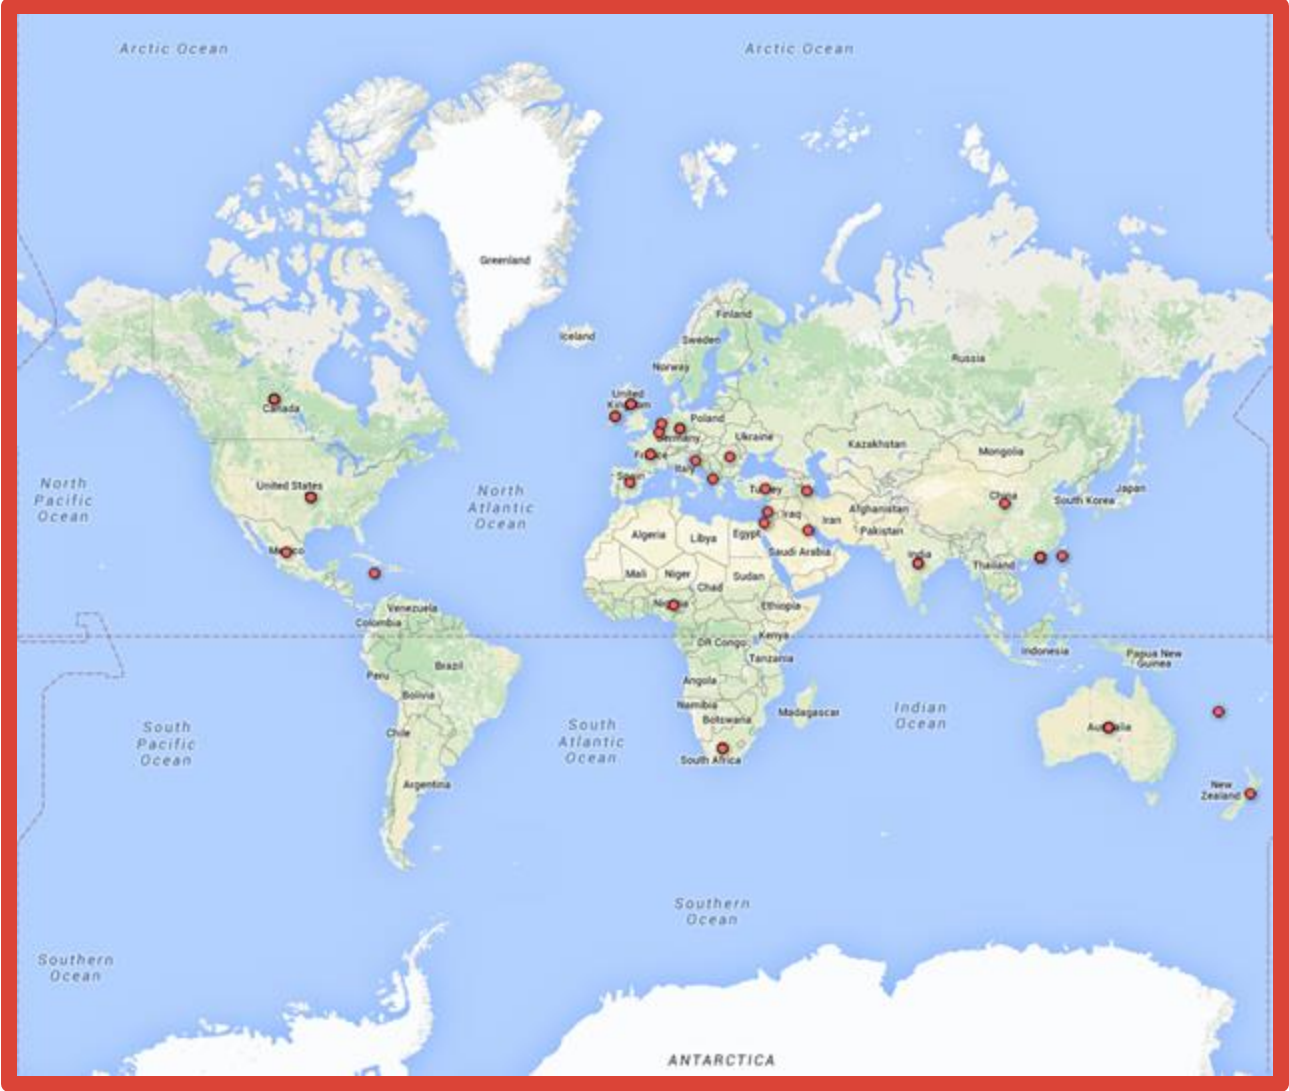 Arctic Ocean
Arctic Ocean
Greenland
Iceland
Finland
Sweden
Norway
Russia
United
Kingdom
Canada
Poland
Germany
Ukraine
Kazakhstan
Mongolia
France
Italy
Spain
Turkey
United States
China
South Korea
Japan
North
Pacific
Ocean
North
Atlantic
Ocean
Iraq
Iran
Afghanistan
Pakistan
Algeria
Libya
Egypt
Saudi Arabia
Mexico
India
Thailand
Mali
Niger
Chad
Sudan
Nigeria
Ethiopia
Venezuela
Colombia
DR Congo
Kenya
Tanzania
Indonesia
Papua New
Guinea
Brazil
Peru
Bolivia
Angola
Namibia
Botswana
Madagascar
Indian
Ocean
South
Pacific
Ocean
South
Atlantic
Ocean
Chile
Australia
South Africa
Argentina
New
Zealand
Southern
Ocean
Southern
Ocean
ANTARCTICA